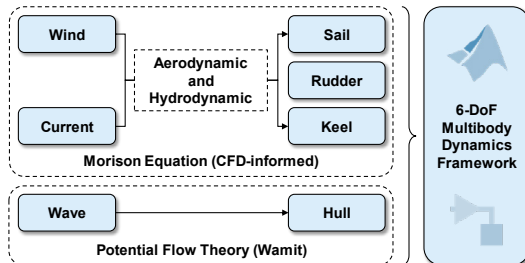 Wind
Sail
Aerodynamic
and
Hydrodynamic
Rudder
Current
Keel
Morison Equation (CFD-informed)
Wave
Hull
Potential Flow Theory (Wamit)
6-DoF
Multibody
Dynamics
Framework